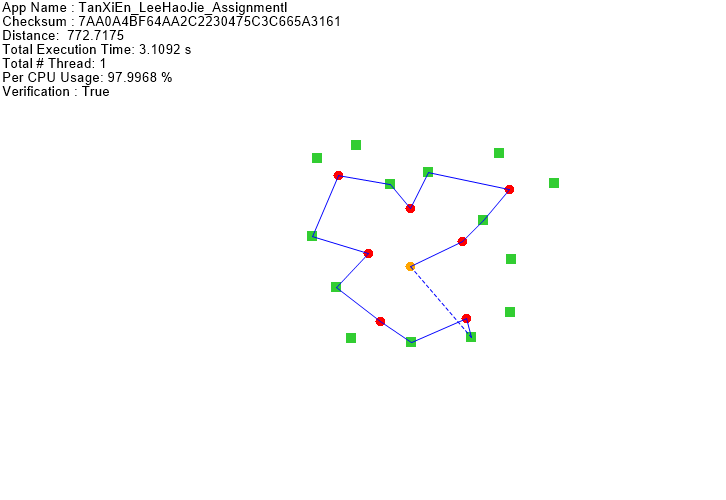 App Name : TanXiEn_LeeHaoJie_AssignmentI
Checksum : 7AA0A4BF64AA2C2230475C3C665A3161
Distance:  772.7175
Total Execution Time: 3.1092 s
Total # Thread: 1
Per CPU Usage: 97.9968 %
Verification : True